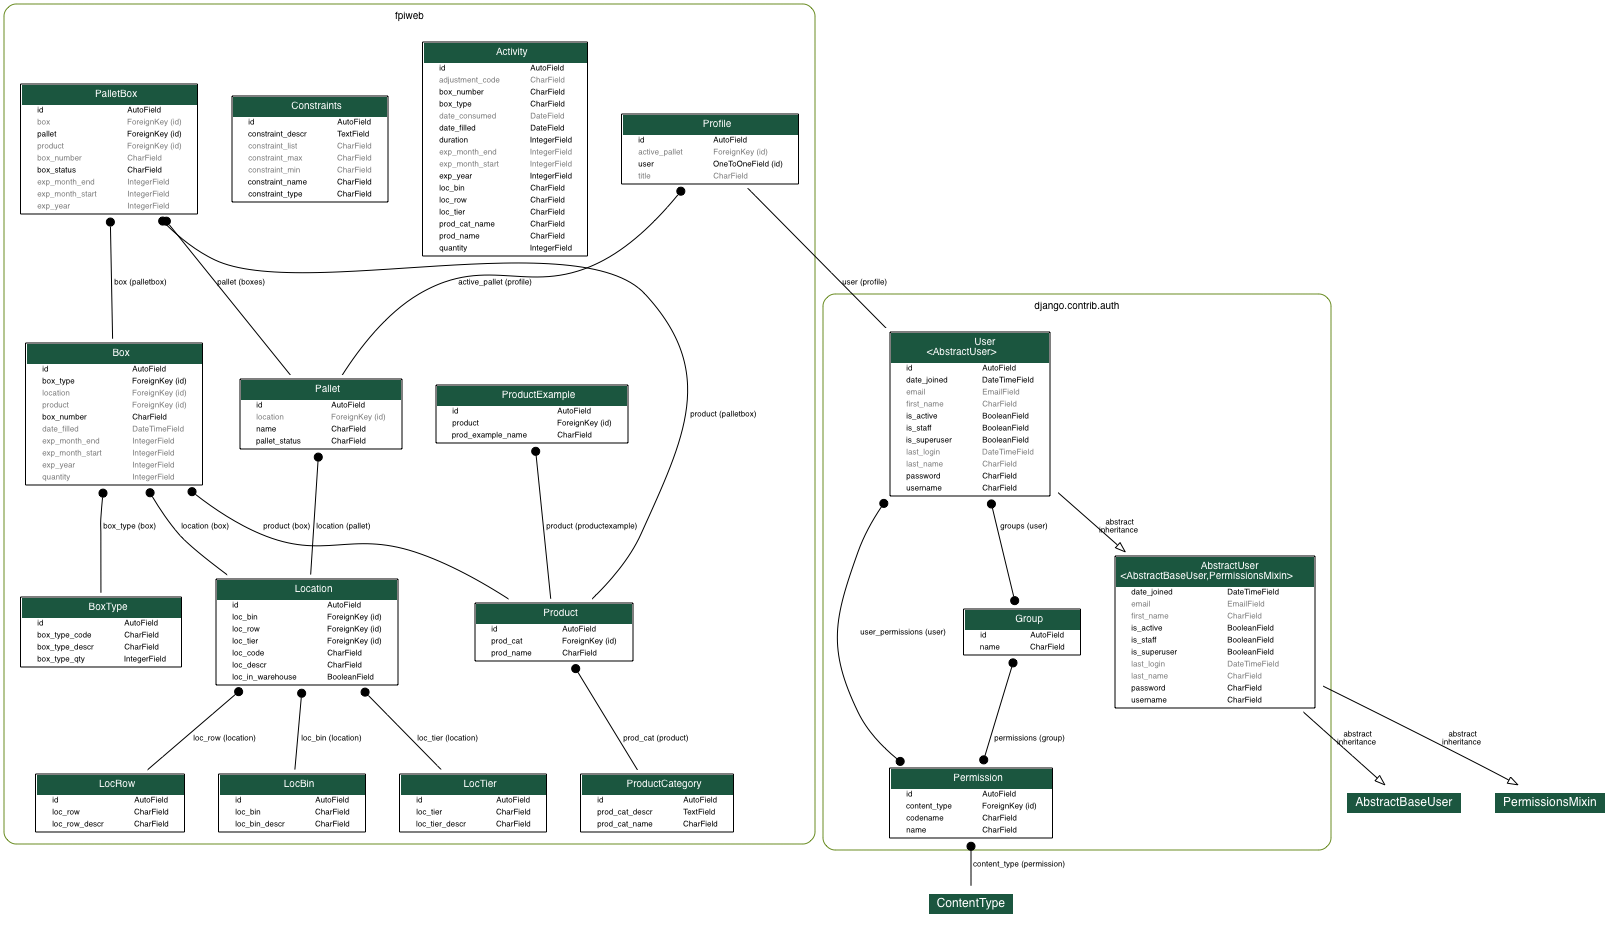 fpiweb
Activity
id AutoField
adjustment_code CharField
box_number CharField
box_type CharField
date_consumed DateField
date_filled DateField
duration IntegerField
exp_month_end IntegerField
exp_month_start IntegerField
exp_year IntegerField
loc_bin CharField
loc_row CharField
loc_tier CharField
prod_cat_name CharField
prod_name CharField
quantity IntegerField
PalletBox
id AutoField
box ForeignKey (id)
pallet ForeignKey (id)
product ForeignKey (id)
box_number CharField
box_status CharField
exp_month_end IntegerField
exp_month_start IntegerField
exp_year IntegerField
Constraints
id AutoField
constraint_descr TextField
constraint_list CharField
constraint_max CharField
constraint_min CharField
constraint_name CharField
constraint_type CharField
Profile
id AutoField
active_pallet ForeignKey (id)
user OneToOneField (id)
title CharField
box (palletbox)
pallet (boxes)
active_pallet (profile)
user (profile)
django.contrib.auth
Box
id AutoField
box_type ForeignKey (id)
location ForeignKey (id)
product ForeignKey (id)
box_number CharField
date_filled DateTimeField
exp_month_end IntegerField
exp_month_start IntegerField
exp_year IntegerField
quantity IntegerField
Pallet
id AutoField
location ForeignKey (id)
name CharField
pallet_status CharField
ProductExample
id AutoField
product ForeignKey (id)
prod_example_name CharField
product (palletbox)
User
<AbstractUser>
id AutoField
date_joined DateTimeField
email EmailField
first_name CharField
is_active BooleanField
is_staff BooleanField
is_superuser BooleanField
last_login DateTimeField
last_name CharField
password CharField
username CharField
box_type (box)
location (box)
product (box)
location (pallet)
product (productexample)
groups (user)
abstract
inheritance
BoxType
id AutoField
box_type_code CharField
box_type_descr CharField
box_type_qty IntegerField
Location
id AutoField
loc_bin ForeignKey (id)
loc_row ForeignKey (id)
loc_tier ForeignKey (id)
loc_code CharField
loc_descr CharField
loc_in_warehouse BooleanField
Product
id AutoField
prod_cat ForeignKey (id)
prod_name CharField
user_permissions (user)
Group
id AutoField
name CharField
AbstractUser
<AbstractBaseUser,PermissionsMixin>
date_joined DateTimeField
email EmailField
first_name CharField
is_active BooleanField
is_staff BooleanField
is_superuser BooleanField
last_login DateTimeField
last_name CharField
password CharField
username CharField
loc_row (location)
loc_bin (location)
loc_tier (location)
prod_cat (product)
permissions (group)
abstract
inheritance
abstract
inheritance
LocRow
id AutoField
loc_row CharField
loc_row_descr CharField
LocBin
id AutoField
loc_bin CharField
loc_bin_descr CharField
LocTier
id AutoField
loc_tier CharField
loc_tier_descr CharField
ProductCategory
id AutoField
prod_cat_descr TextField
prod_cat_name CharField
Permission
id AutoField
content_type ForeignKey (id)
codename CharField
name CharField
AbstractBaseUser
PermissionsMixin
content_type (permission)
ContentType